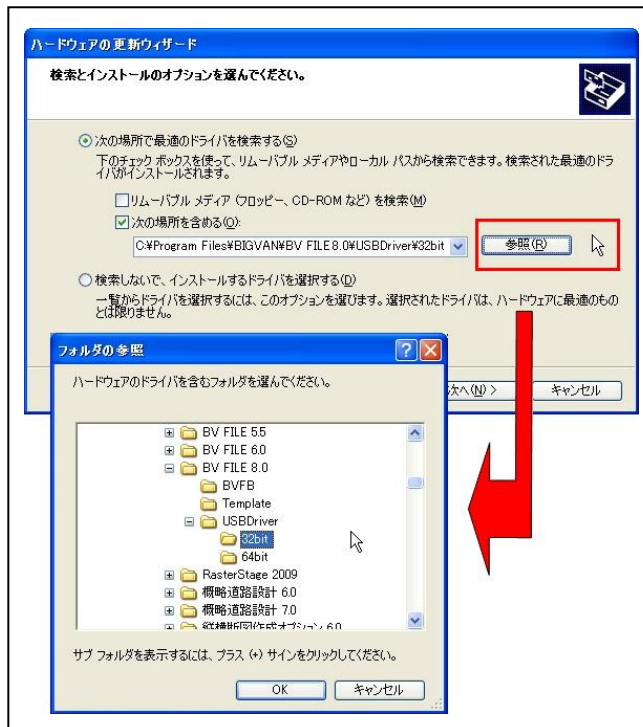 ハードウェアの更新ウィザード
検索とインストールのオプションを選んでください。
次の場所で最適のドライバを検索する(S)
下のチェック ボックスを使って、リムーバブル メディアやローカル パスから検索できます。検索された最適のドラ
イバがインストールされます。
リムーバブル メディア (フロッピー、CD-ROM など) を検索(M)
次の場所を含める(O):
C:¥Program Files¥BIGVAN¥BV FILE8.0¥USBDriver¥32bit
参照(R)
検索しないで、インストールするドライバを選択する(D)
一覧からドライバを選択するには、このオプションを選びます。選択されたドライバは、ハードウェアに最適のもの
とは限りません。
次へ(N) >
キャンセル
フォルダの参照
ハードウェアのドライバを含むフォルダを選んでください。
BV FILE 5.5
BV FILE 6.0
BV FILE 8.0
BVFB
Template
USBDriver
32bit
64bit
RasterStage 2009
概略道路設計 6.0
概略道路設計 7.0
縦横断図作成オプション 6.0
サブ フォルダを表示するには、プラス (+) サインをクリックしてください。
OK
キャンセル